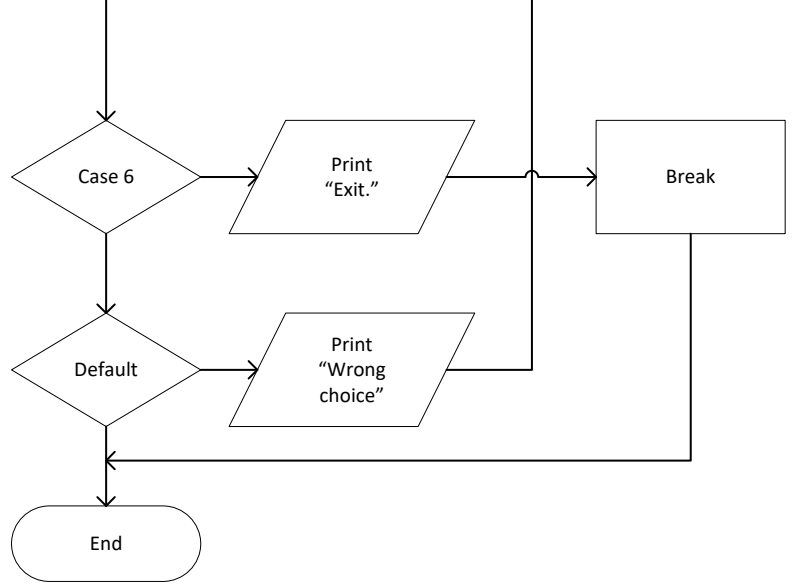 Case 6
Print
“Exit.”
Break
Default
Print
“Wrong
choice”
End